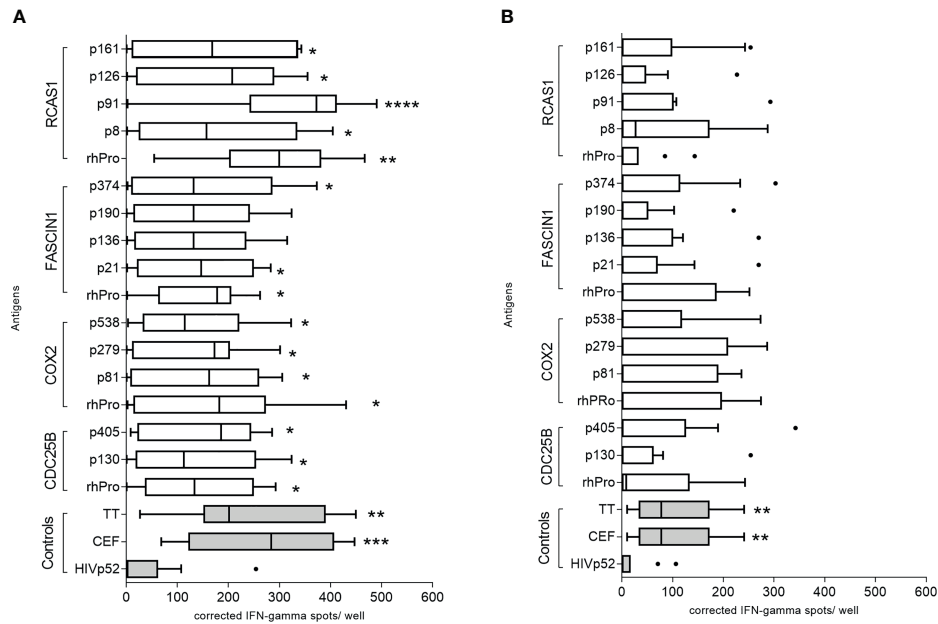 A
Antigens
RCAS1
p161 *
p126 *
p91 ****
p8 *
rhPro **
FASCIN1
p374 *
p190
p136
p21 *
rhPro *
COX2
p538 *
p279 *
p81 *
rhPro *
CDC25B
p405 *
p130 *
rhPro *
Controls
TT **
CEF ***
HIVp52
0 100 200 300 400 500 600
corrected IFN-gamma spots/ well
B
Antigens
RCAS1
p161
p126
p91
p8
rhPro
FASCIN1
p374
p190
p136
p21
rhPro
COX2
p538
p279
p81
rhPRo
CDC25B
p405
p130
rhPro
Controls
TT **
CEF **
HIVp52
0 100 200 300 400 500 600
corrected IFN-gamma spots/ well